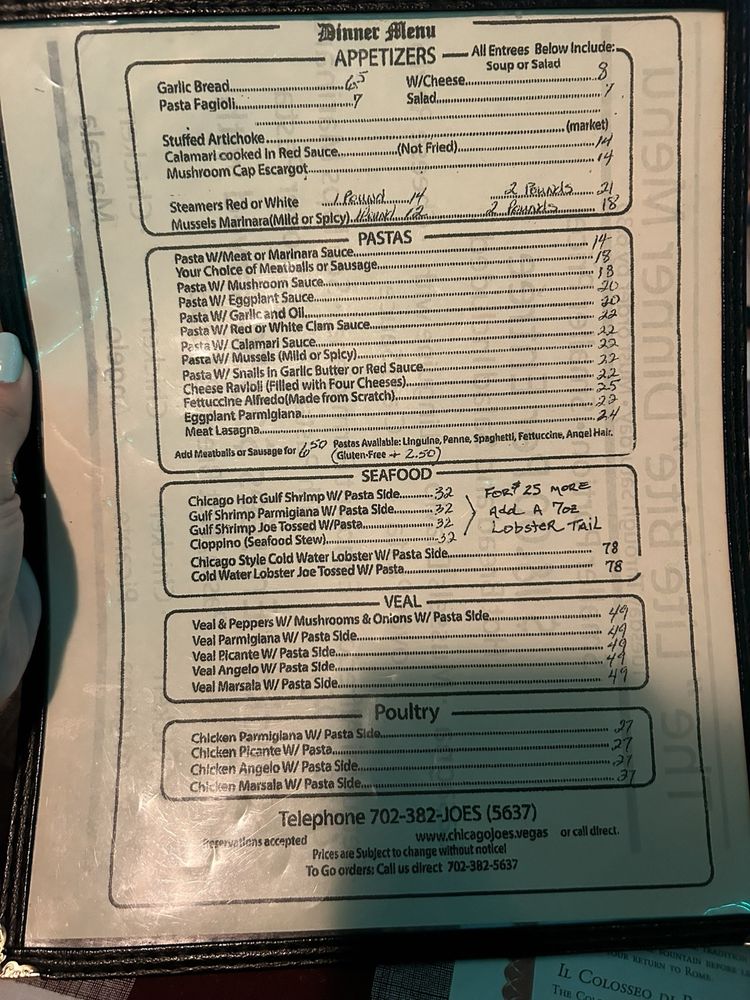 Dinner Menu
APPETIZERS
All Entrees Below Include:
Soup or Salad
Garlic Bread 6.5 W/Cheese 8
Pasta Fagioli 7 Salad 7
Stuffed Artichoke (market)
Calamari cooked In Red Sauce (Not Fried) 14
Mushroom Cap Escargot 14
Steamers Red or White 1 Pound 14 2 Pounds 21
Mussels Marinara(Mild or Spicy) 1 Pound 12 2 Pounds 18
PASTAS
Pasta W/Meat or Marinara Sauce 14
Your Choice of Meatballs or Sausage 18
Pasta W/ Mushroom Sauce 18
Pasta W/ Eggplant Sauce 20
Pasta W/ Garlic and Oil 20
Pasta W/ Red or White Clam Sauce 22
Pasta W/ Calamari Sauce 22
Pasta W/ Mussels (Mild or Spicy) 22
Pasta W/ Snails in Garlic Butter or Red Sauce 22
Cheese Ravioli (Filled with Four Cheeses) 22
Fettuccine Alfredo(Made from Scratch) 25
Eggplant Parmigiana 22
Meat Lasagna 24
Add Meatballs or Sausage for 6.50 Pastas Available: Linguine, Penne, Spaghetti, Fettuccine, Angel Hair.
(Gluten-Free + 2.50)
SEAFOOD
Chicago Hot Gulf Shrimp W/ Pasta Side 32
Gulf Shrimp Parmigiana W/ Pasta Side 32
Gulf Shrimp Joe Tossed W/Pasta 32
Cioppino (Seafood Stew) 32
FOR $25 MORE
Add A 7oz
LObsTER TAIL
Chicago Style Cold Water Lobster W/ Pasta Side 78
Cold Water Lobster Joe Tossed W/ Pasta 78
VEAL
Veal & Peppers W/ Mushrooms & Onions W/ Pasta Side 49
Veal Parmigiana W/ Pasta Side 49
Veal Picante W/ Pasta Side 49
Veal Angelo W/ Pasta Side 49
Veal Marsala W/ Pasta Side 49
Poultry
Chicken Parmigiana W/ Pasta Side 27
Chicken Picante W/ Pasta 27
Chicken Angelo W/ Pasta Side 27
Chicken Marsala W/ Pasta Side 37
Telephone 702-382-JOES (5637)
Reservations accepted www.chicagojoes.vegas or call direct.
Prices are Subject to change without notice!
To Go orders: Call us direct 702-382-5637
TRADITION
FOUNTAIN BEFORE
YOUR RETURN TO ROME.
IL COLOSSEO
THE